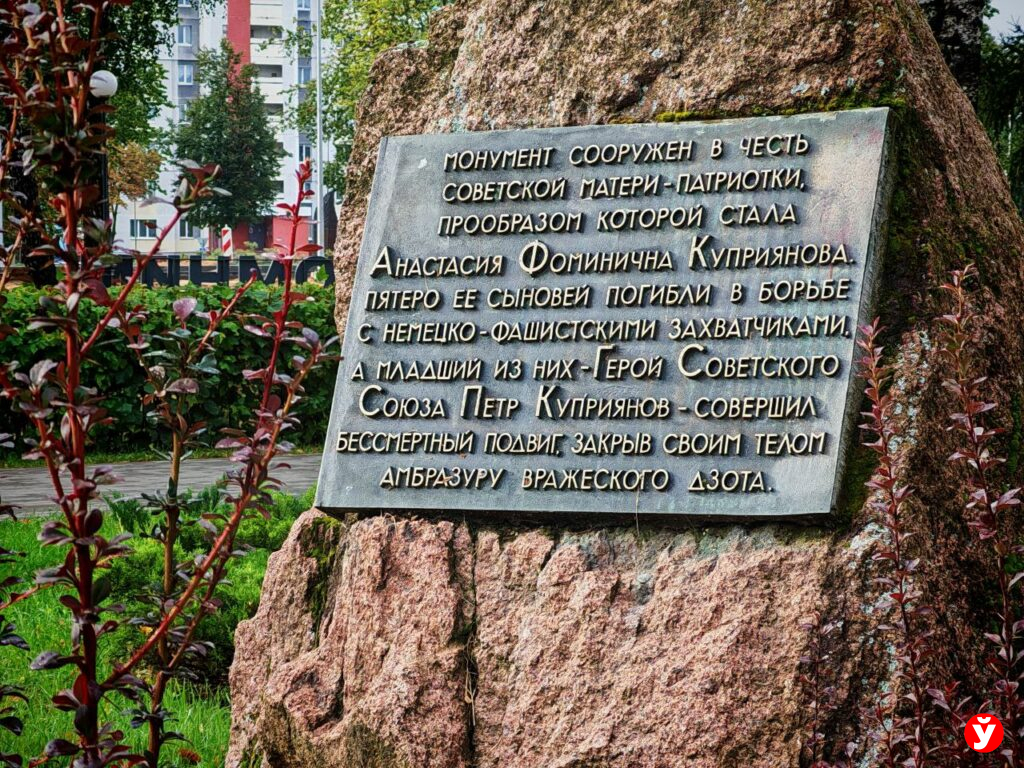 МОНУМЕНТ СООРУЖЕН В ЧЕСТЬ
СОВЕТСКОЙ МАТЕРИ-ПАТРИОТКИ,
ПРООБРАЗОМ КОТОРОЙ СТАЛА
АНАСТАСИЯ ФОМИНИЧНА КУПРИЯНОВА.
ПЯТЕРО ЕЕ СЫНОВЕЙ ПОГИБЛИ В БОРЬБЕ
С НЕМЕЦКО-ФАШИСТСКИМИ ЗАХВАТЧИКАМИ,
А МЛАДШИЙ ИЗ НИХ-ГЕРОЙ СОВЕТСКОГО
СОЮЗА ПЕТР КУПРИЯНОВ-СОВЕРШИЛ
БЕССМЕРТНЫЙ ПОДВИГ, ЗАКРЫВ СВОИМ ТЕЛОМ
АМБРАЗУРУ ВРАЖЕСКОГО ДЗОТА.
Ў